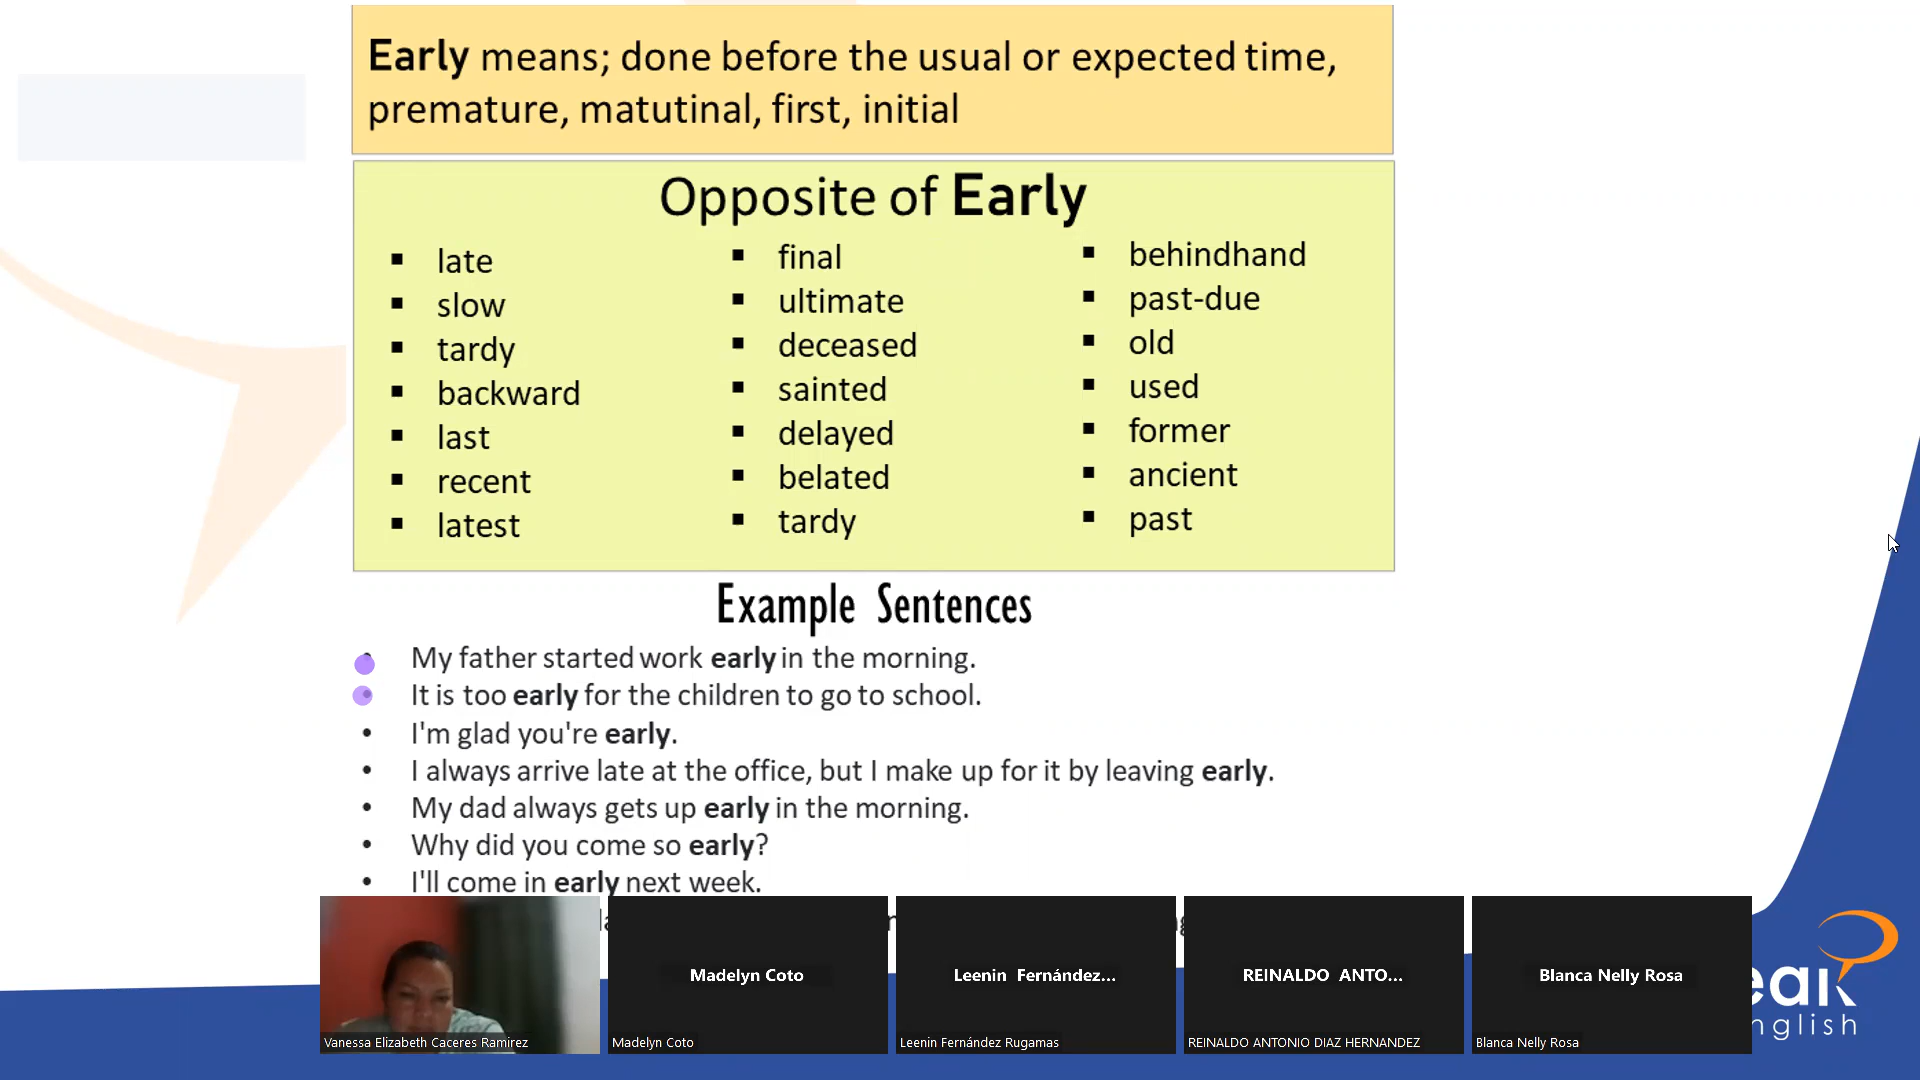 Early means; done before the usual or expected time,
premature, matutinal, first, initial
Opposite of Early
late
slow
tardy
backward
last
recent
latest
final
ultimate
deceased
sainted
delayed
belated
tardy
behindhand
past-due
old
used
former
ancient
past
Example Sentences
My father started work early in the morning.
It is too early for the children to go to school.
I'm glad you're early.
I always arrive late at the office, but I make up for it by leaving early.
My dad always gets up early in the morning.
Why did you come so early?
I'll come in early next week.
Madelyn Coto
Leenin Fernández...
REINALDO ANTO...
Blanca Nelly Rosa
Vanessa Elizabeth Caceres Ramirez
Madelyn Coto
Leenin Fernández Rugamas
REINALDO ANTONIO DIAZ HERNANDEZ
Blanca Nelly Rosa
eak
nglish